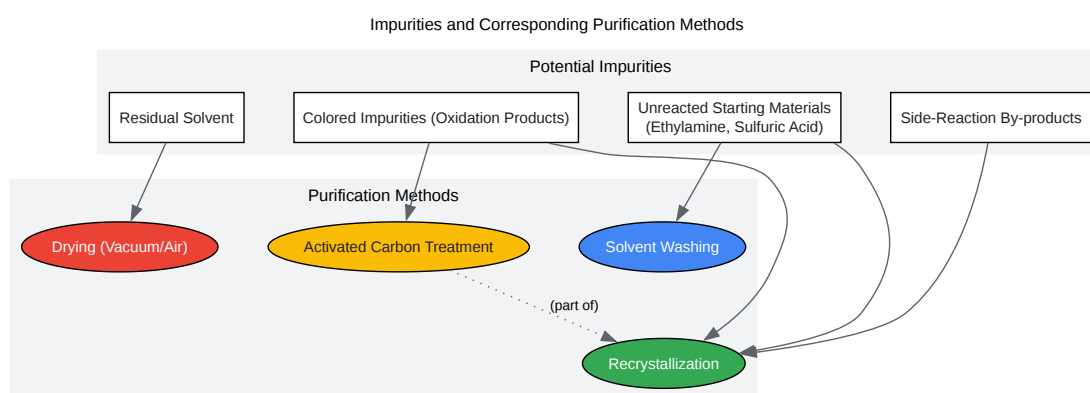 Impurities and Corresponding Purification Methods
Potential Impurities
Residual Solvent
Colored Impurities (Oxidation Products)
Unreacted Starting Materials
(Ethylamine, Sulfuric Acid)
Side-Reaction By-products
Purification Methods
Drying (Vacuum/Air)
Activated Carbon Treatment
Solvent Washing
(part of)
Recrystallization